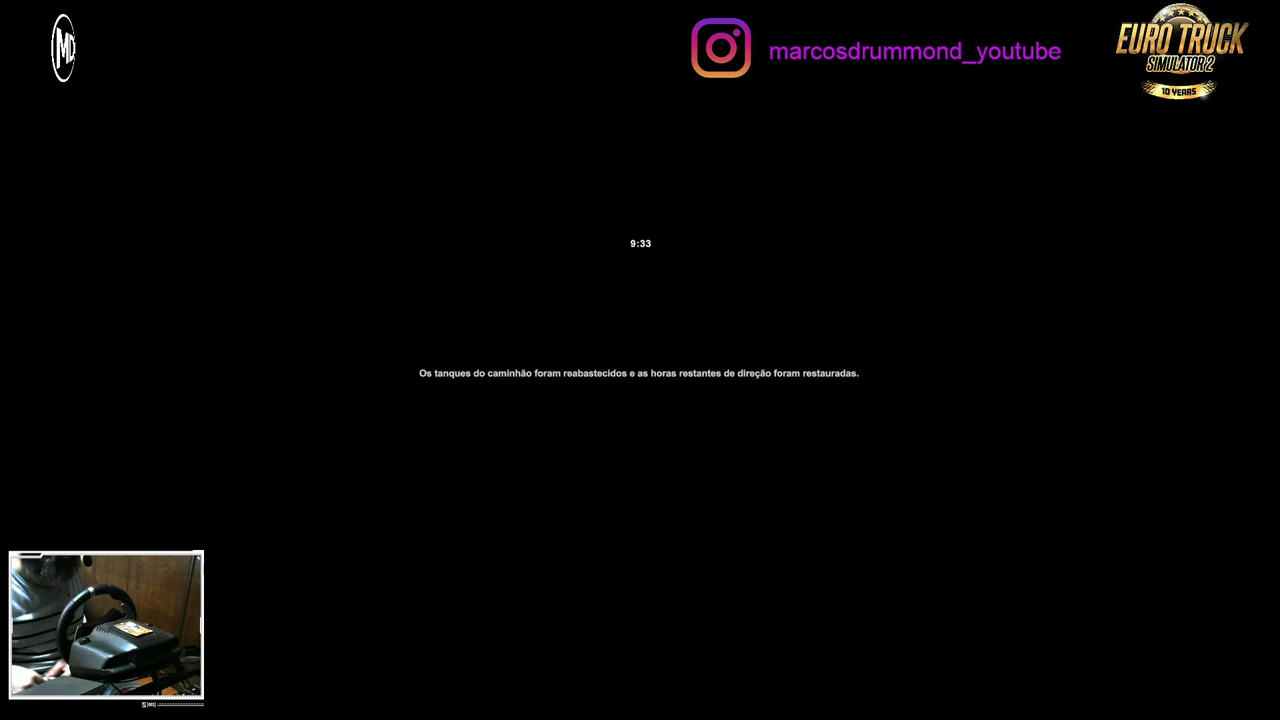 MD
marcosdrummond_youtube
EURO TRUCK
SIMULATOR 2
10 YEARS
9:33
Os tanques do caminhão foram reabastecidos e as horas restantes de direção foram restauradas.